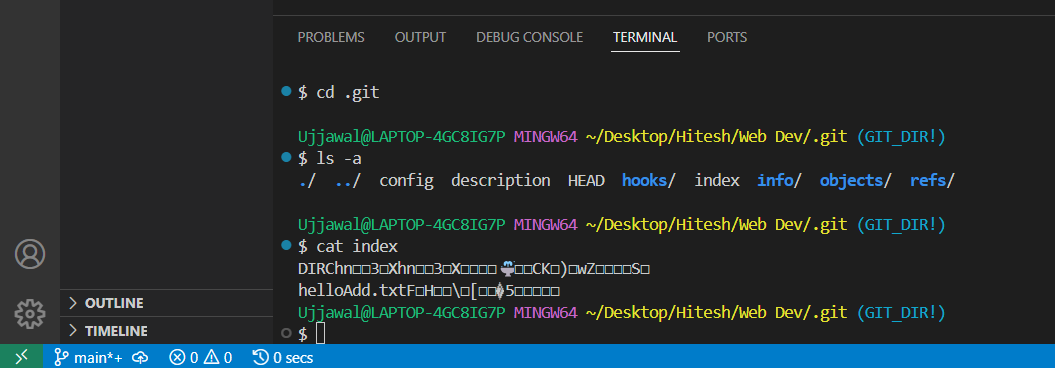 PROBLEMS OUTPUT DEBUG CONSOLE TERMINAL PORTS
$ cd .git
Ujjawal@LAPTOP-4GC8IG7P MINGW64 ~/Desktop/Hitesh/Web Dev/.git (GIT_DIR!)
$ ls -a
./ ../ config description HEAD hooks/ index info/ objects/ refs/
Ujjawal@LAPTOP-4GC8IG7P MINGW64 ~/Desktop/Hitesh/Web Dev/.git (GIT_DIR!)
$ cat index
DIRChn□□3□Xhn□□3□X□□□□□□CK□)□wZ□□□□S□
helloAdd.txtF□H□□\□[□□5□□□□□
Ujjawal@LAPTOP-4GC8IG7P MINGW64 ~/Desktop/Hitesh/Web Dev/.git (GIT_DIR!)
$
OUTLINE
TIMELINE
main*+ 0 0 0 secs